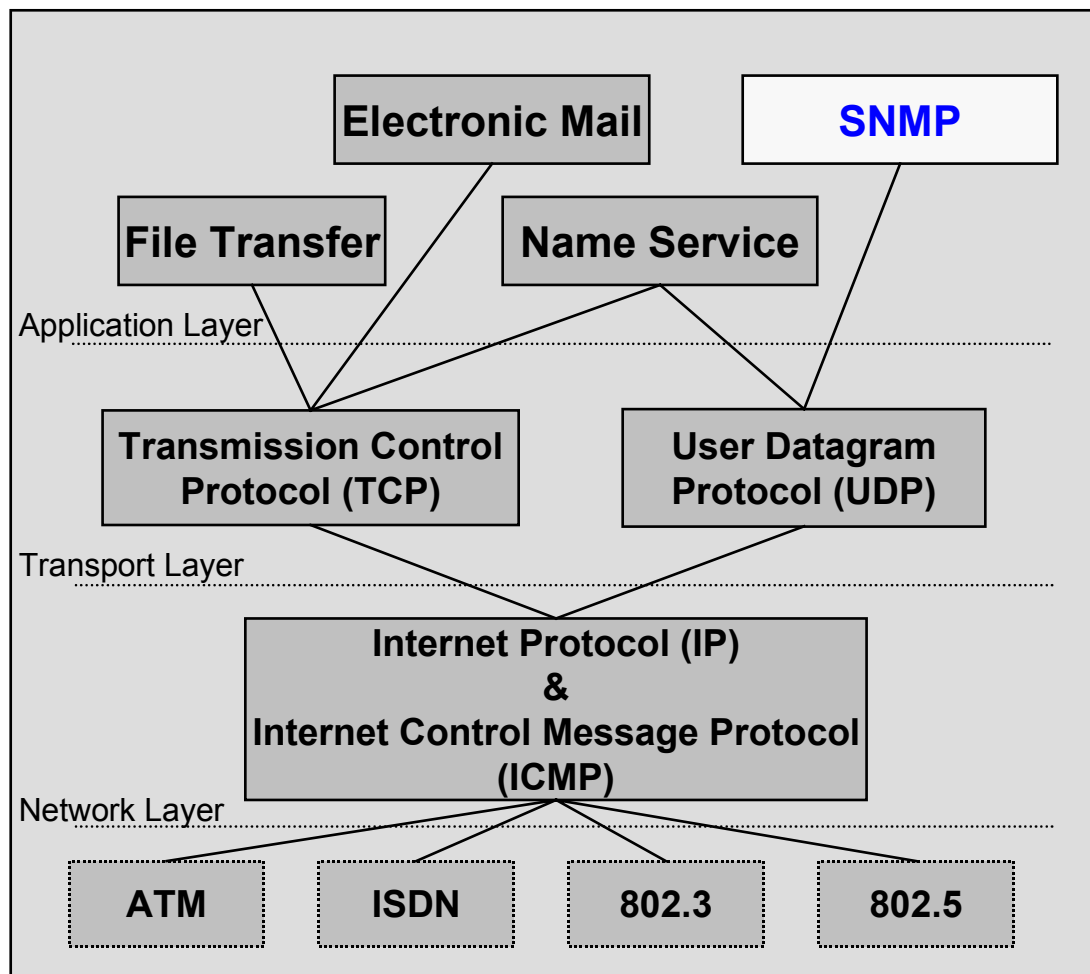 Electronic Mail
SNMP
File Transfer
Name Service
Application Layer
Transmission Control
Protocol (TCP)
User Datagram
Protocol (UDP)
Transport Layer
Internet Protocol (IP)
&
Internet Control Message Protocol
(ICMP)
Network Layer
ATM
ISDN
802.3
802.5